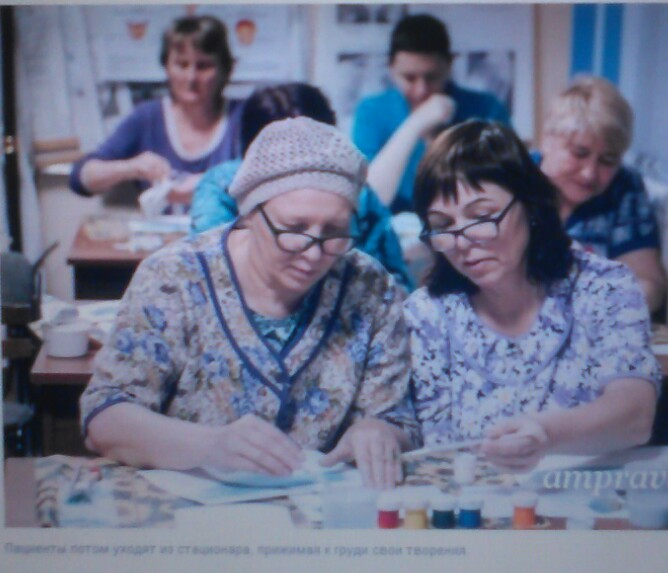 amprav
Пациенты потом уходят из стационара, прижимая к груди свои творения